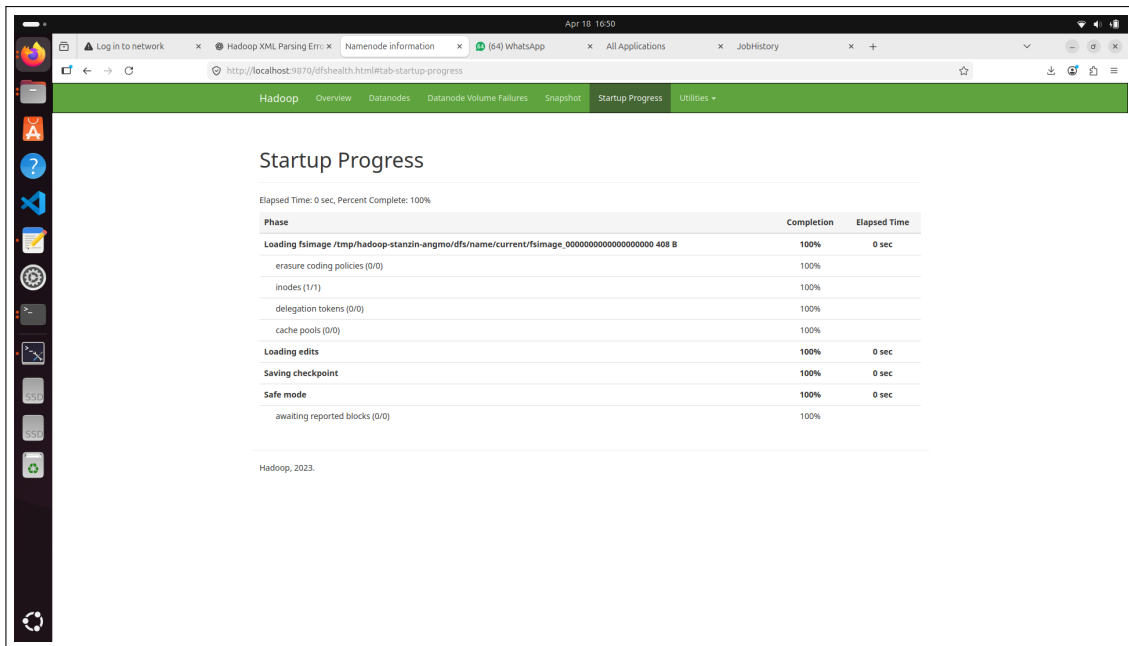 Apr 18 16:50
Log in to network
Hadoop XML Parsing Erro
Namenode information
(64) WhatsApp
All Applications
JobHistory
http://localhost:9870/dfshealth.html#tab-startup-progress
Hadoop Overview Datanodes Datanode Volume Failures Snapshot Startup Progress Utilities
Startup Progress
Elapsed Time: 0 sec, Percent Complete: 100%
Phase Completion Elapsed Time
Loading fsimage /tmp/hadoop-stanzin-angmo/dfs/name/current/fsimage_0000000000000000000 408 B 100% 0 sec
erasure coding policies (0/0) 100%
inodes (1/1) 100%
delegation tokens (0/0) 100%
cache pools (0/0) 100%
Loading edits 100% 0 sec
Saving checkpoint 100% 0 sec
Safe mode 100% 0 sec
awaiting reported blocks (0/0) 100%
Hadoop, 2023.
SSD
SSD